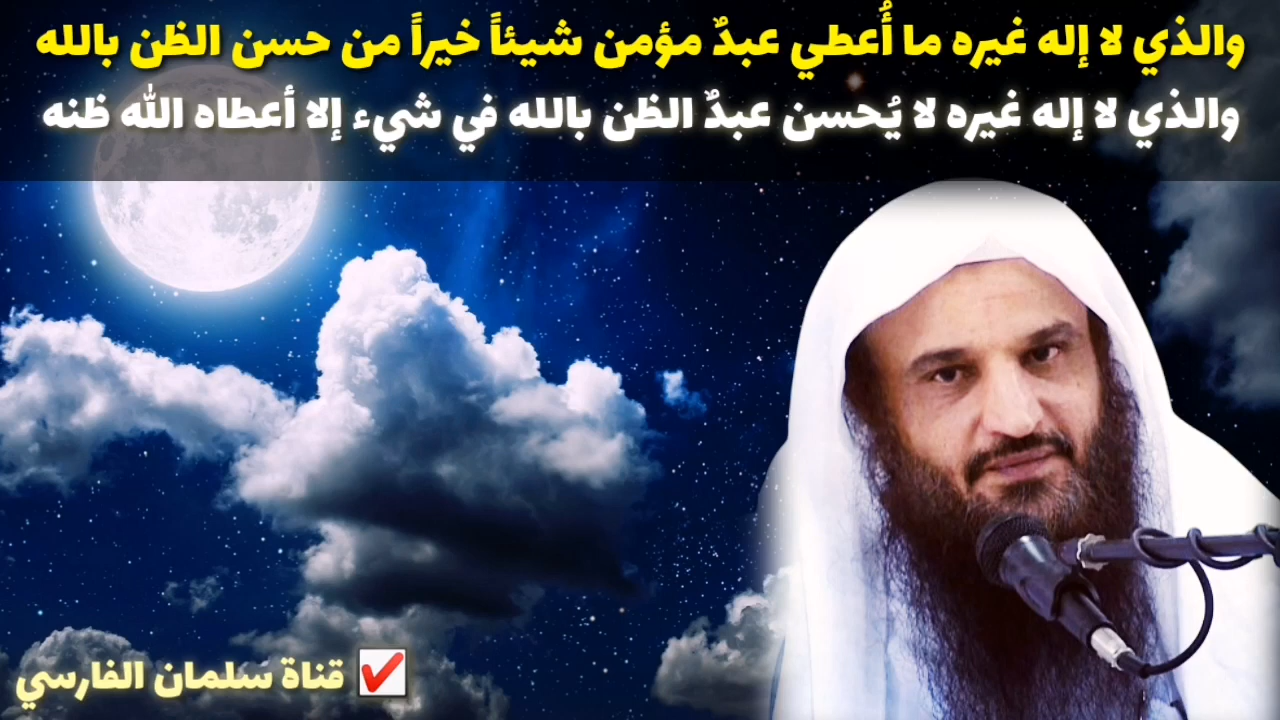 والذي لا إله غيره ما أُعطي عبدٌ مؤمن شيئاً خيراً من حسن الظن بالله
والذي لا إله غيره لا يُحسن عبدٌ الظن بالله في شيء إلا أعطاه الله ظنه
قناة سلمان الفارسي